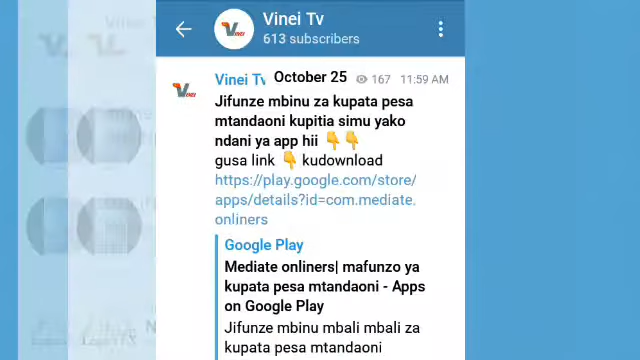 Vinei Tv
613 subscribers
VINEI
Vinei Tv October 25 167 11:59 AM
VINEI
Jifunze mbinu za kupata pesa
mtandaoni kupitia simu yako
ndani ya app hii 👇👇
gusa link 👇 kudownload
https://play.google.com/store/
apps/details?id=com.mediate.
onliners
Google Play
Mediate onliners| mafunzo ya
kupata pesa mtandaoni - Apps
on Google Play
Jifunze mbinu mbali mbali za
kupata pesa mtandaoni